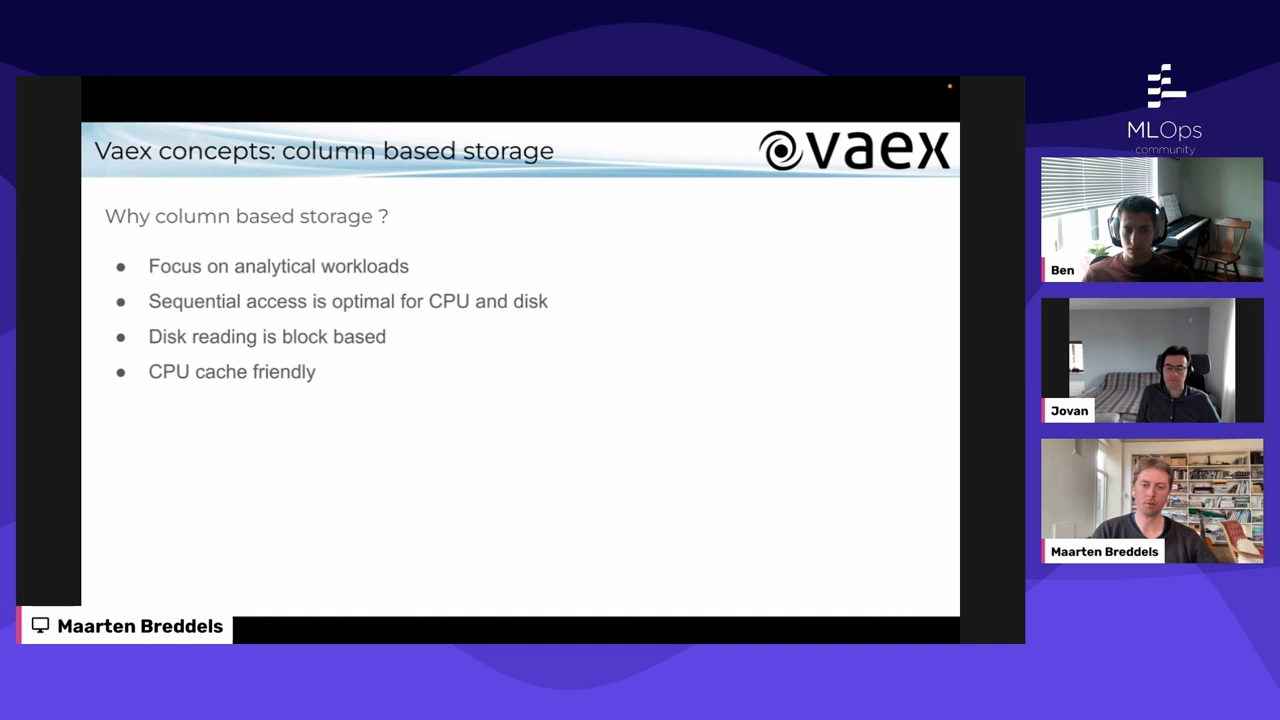 Vaex concepts: column based storage
vaex
Why column based storage ?
● Focus on analytical workloads
● Sequential access is optimal for CPU and disk
● Disk reading is block based
● CPU cache friendly
Maarten Breddels
MLOps
community
Ben
Jovan
Maarten Breddels